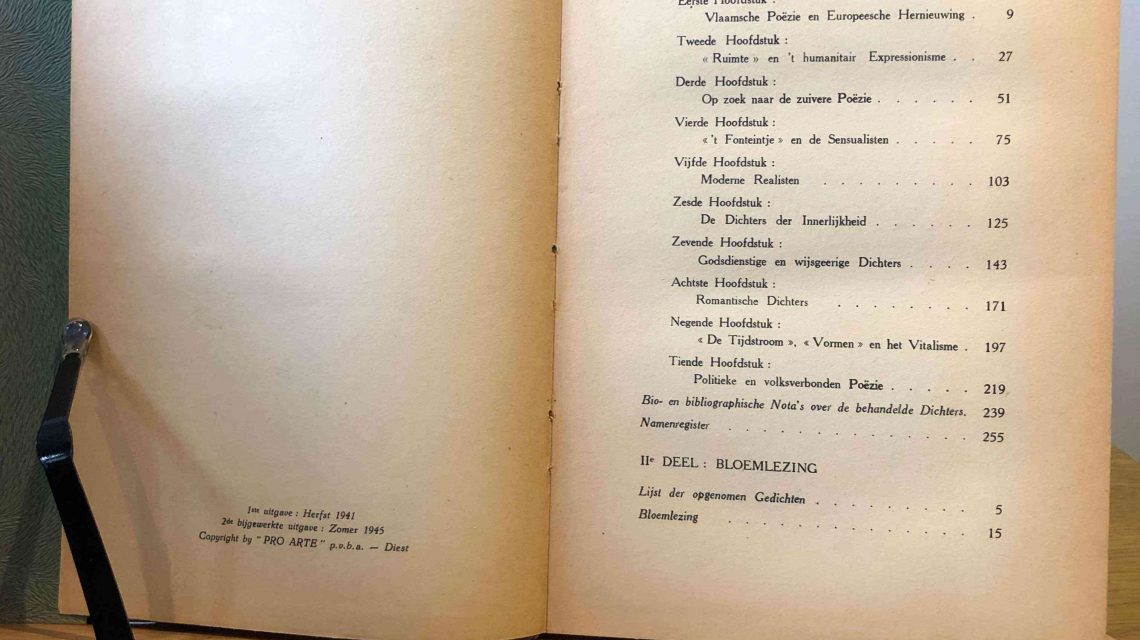 1ste uitgave : Herfst 1941
2de bijgewerkte uitgave : Zomer 1945
Copyright by " PRO ARTE " p.v.b.a. — Diest
Eerste Hoofdstuk :
Vlaamsche Poëzie en Europeesche Hernieuwing . 9
Tweede Hoofdstuk :
« Ruimte » en 't humanitair Expressionisme . . 27
Derde Hoofdstuk :
Op zoek naar de zuivere Poëzie . . . . . . 51
Vierde Hoofdstuk :
« 't Fonteintje » en de Sensualisten . . . . . 75
Vijfde Hoofdstuk :
Moderne Realisten . . . . . . . . . 103
Zesde Hoofdstuk :
De Dichters der Innerlijkheid . . . . . . 125
Zevende Hoofdstuk :
Godsdienstige en wijsgeerige Dichters . . . . 143
Achtste Hoofdstuk :
Romantische Dichters . . . . . . . . 171
Negende Hoofdstuk :
« De Tijdstroom », « Vormen » en het Vitalisme . 197
Tiende Hoofdstuk :
Politieke en volksverbonden Poëzie . . . . . 219
Bio- en bibliographische Nota's over de behandelde Dichters. 239
Namenregister . . . . . . . . . . . . 255
IIe DEEL : BLOEMLEZING
Lijst der opgenomen Gedichten . . . . . . . . 5
Bloemlezing . . . . . . . . . . . . 15